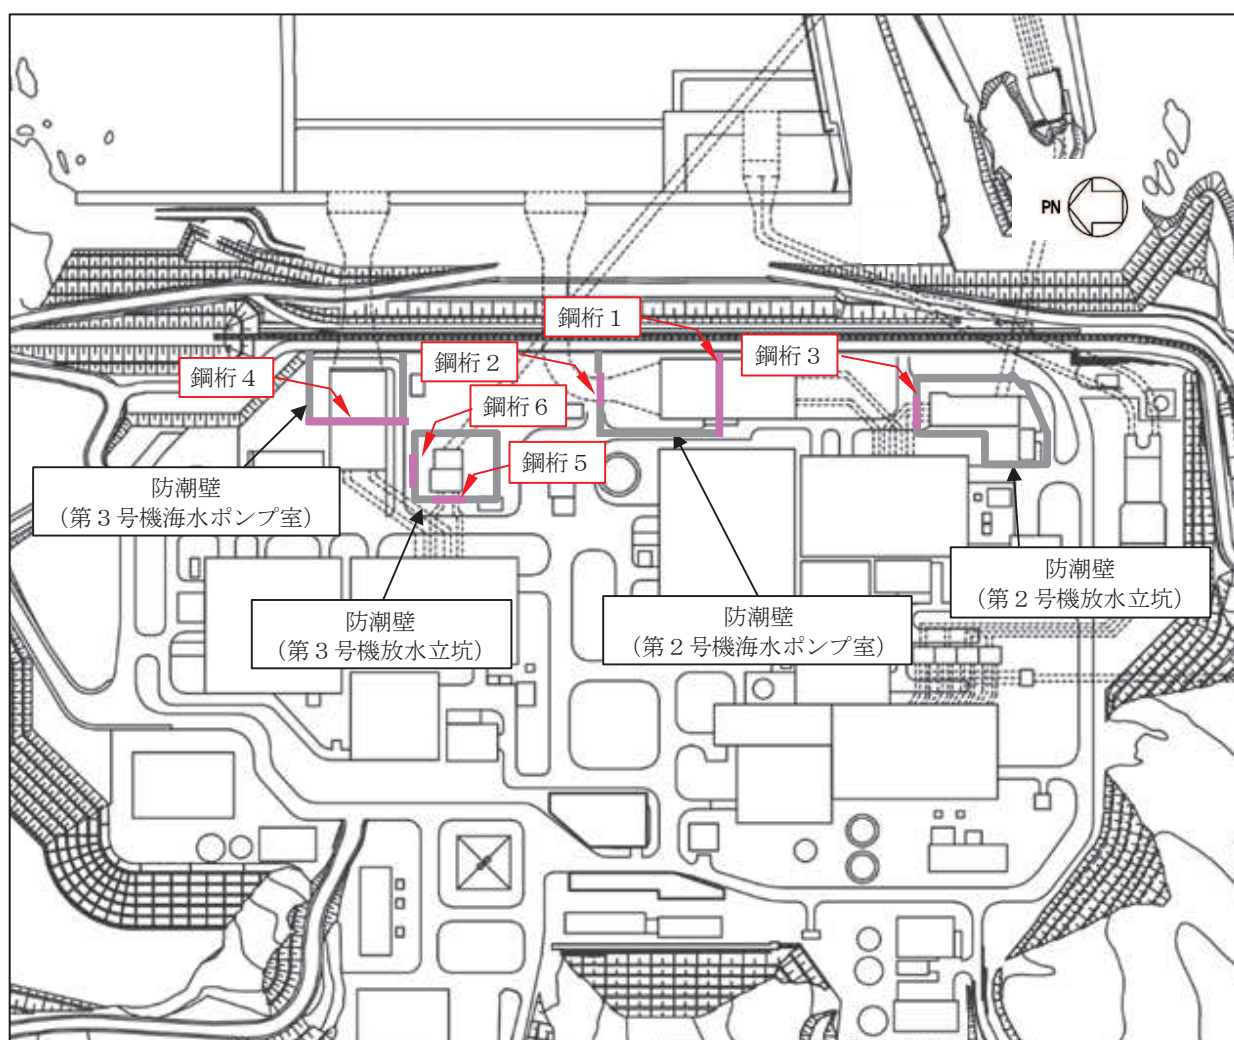 PN
鋼桁１
鋼桁２
鋼桁３
鋼桁４
鋼桁６
鋼桁５
防潮壁
（第３号機海水ポンプ室）
防潮壁
（第３号機放水立坑）
防潮壁
（第２号機海水ポンプ室）
防潮壁
（第２号機放水立坑）